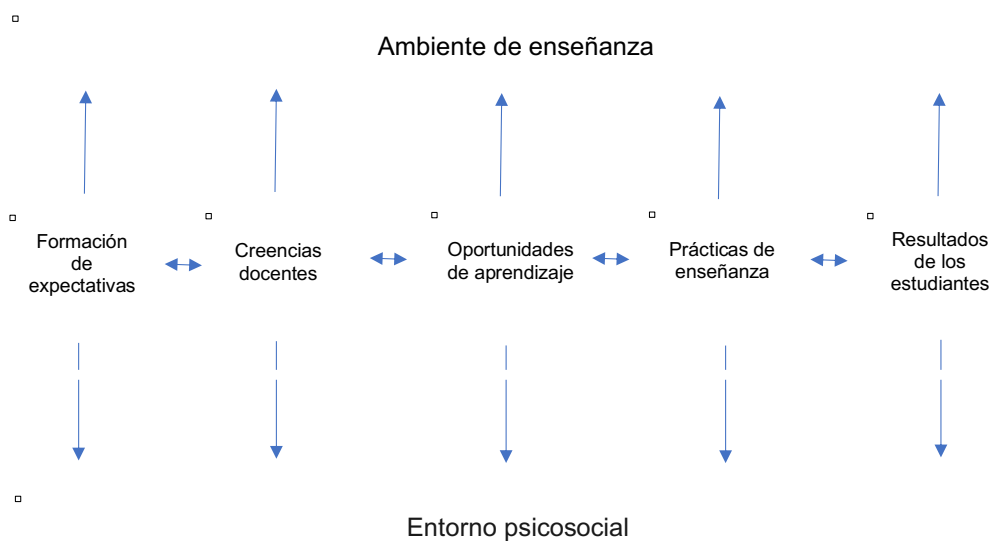 Ambiente de enseñanza
Formación
de
expectativas
Creencias
docentes
Oportunidades
de aprendizaje
Prácticas de
enseñanza
Resultados
de los
estudiantes
Entorno psicosocial